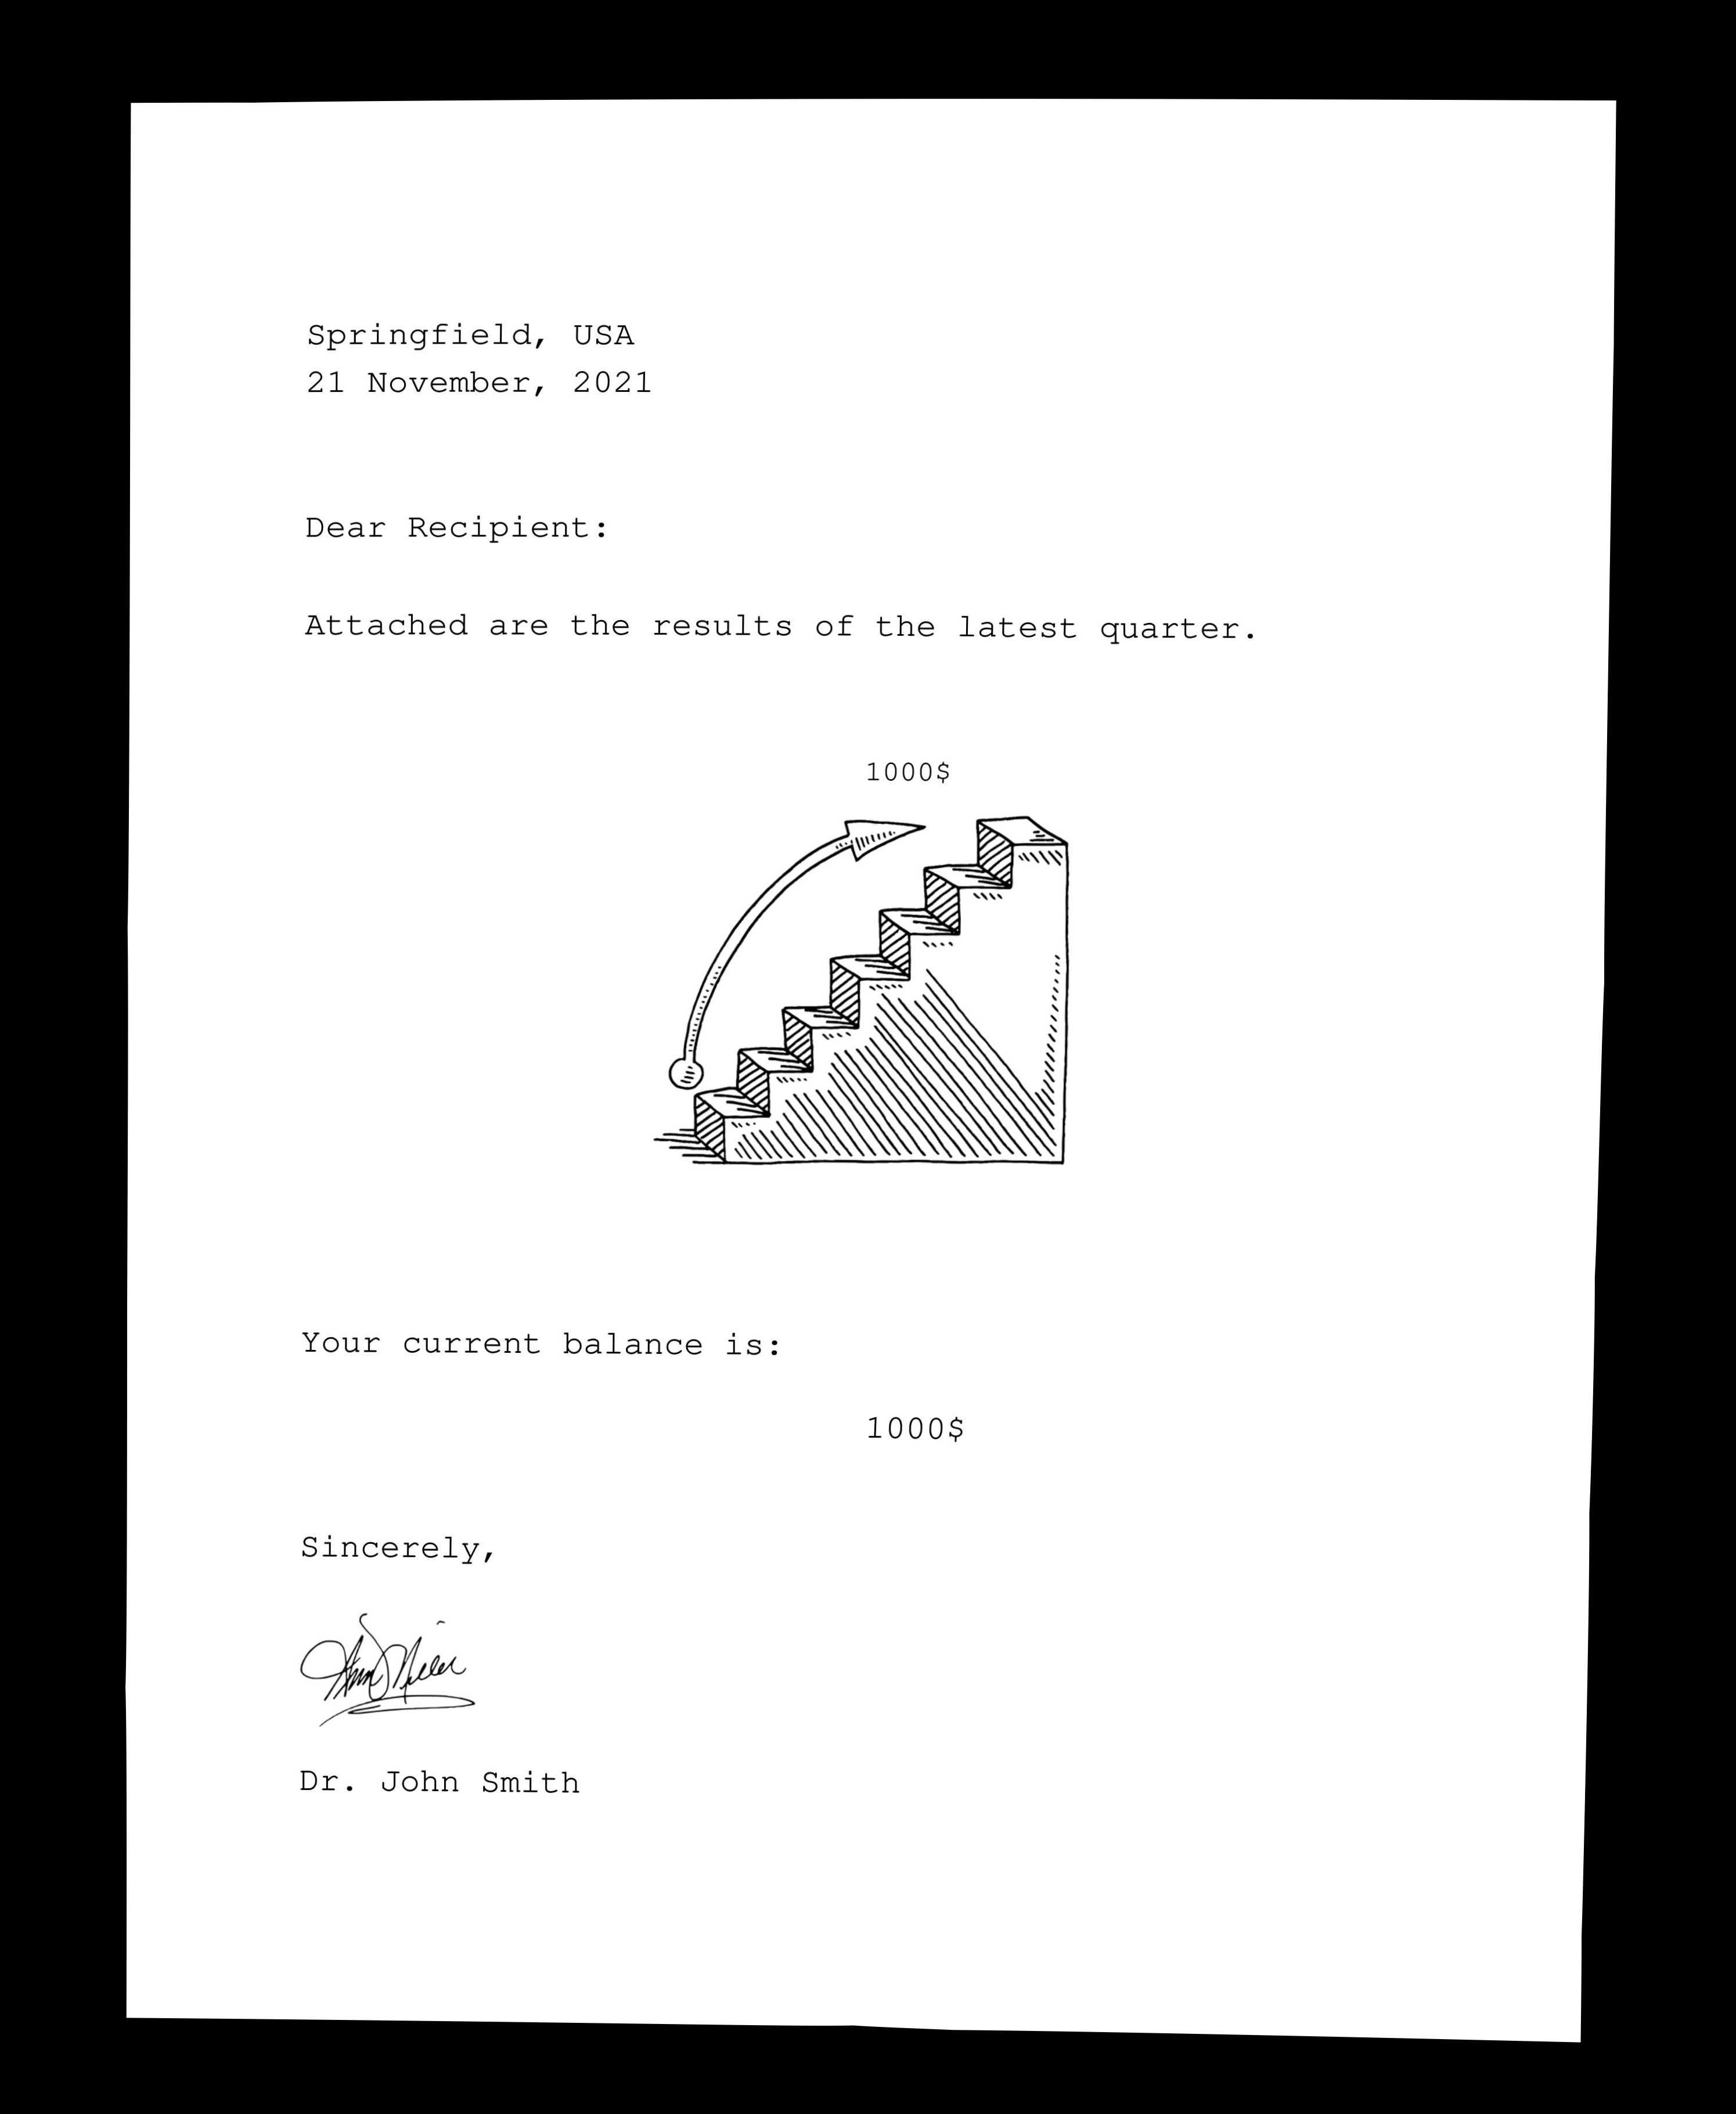 Springfield, USA
21 November, 2021
Dear Recipient:
Attached are the results of the latest quarter.
1000$
Your current balance is:
1000$
Sincerely,
Dr. John Smith